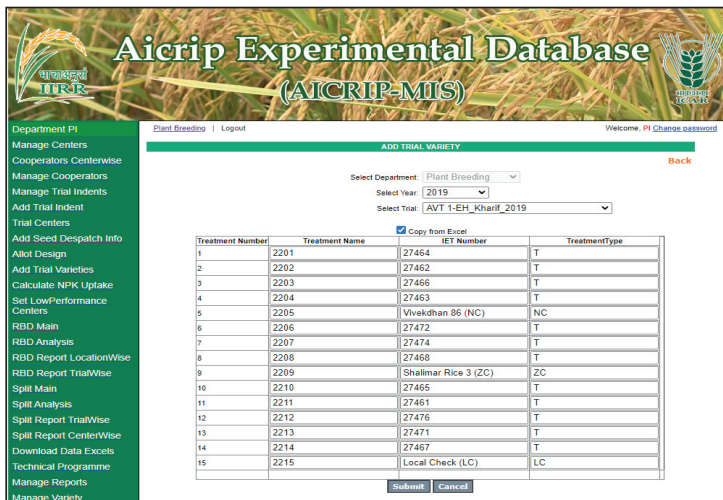 Aicrip Experimental Database
(AICRIP-MIS)
IIRR
Department PI
Manage Centers
Cooperators Centerwise
Manage Cooperators
Manage Trial Indents
Add Trial Indent
Trial Centers
Add Seed Despatch Info
Allot Design
Add Trial Varieties
Calculate NPK Uptake
Set LowPerformance
Centers
RBD Main
RBD Analysis
RBD Report LocationWise
RBD Report TrialWise
Split Main
Split Analysis
Split Report TrialWise
Split Report CenterWise
Download Data Excels
Technical Programme
Manage Reports
Manage Variety
Plant Breeding | Logout Welcome, PI Change password
ADD TRIAL VARIETY
Back
Select Department: Plant Breeding
Select Year: 2019
Select Trial: AVT 1-EH_Kharif_2019
Copy from Excel
Treatment Number Treatment Name IET Number TreatmentType
1 2201 27464 T
2 2202 27462 T
3 2203 27466 T
4 2204 27463 T
5 2205 Vivekdhan 86 (NC) NC
6 2206 27472 T
7 2207 27474 T
8 2208 27468 T
9 2209 Shalimar Rice 3 (ZC) ZC
10 2210 27465 T
11 2211 27461 T
12 2212 27476 T
13 2213 27471 T
14 2214 27467 T
15 2215 Local Check (LC) LC
Submit Cancel